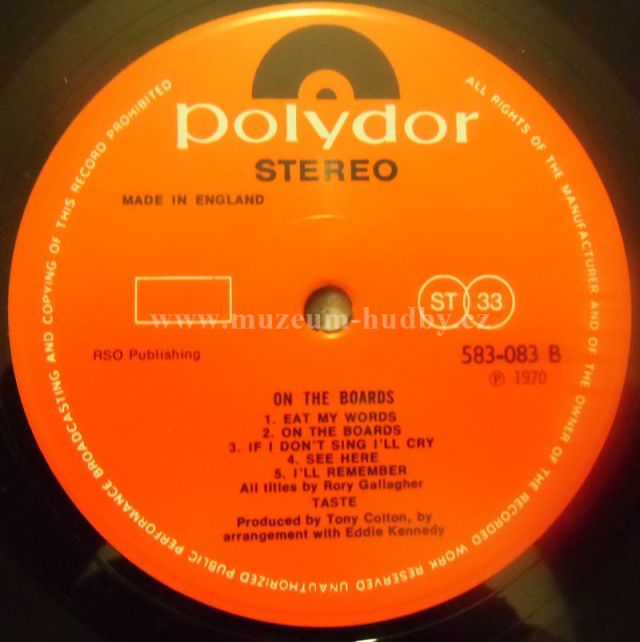 polydor
STEREO
MADE IN ENGLAND
ST 33
www.muzeum-hudby.cz
RSO Publishing
583-083 B
℗ 1970
ON THE BOARDS
1. EAT MY WORDS
2. ON THE BOARDS
3. IF I DON'T SING I'LL CRY
4. SEE HERE
5. I'LL REMEMBER
All titles by Rory Gallagher
TASTE
Produced by Tony Colton, by
arrangement with Eddie Kennedy
ALL RIGHTS OF THE MANUFACTURER AND OF THE OWNER OF THE RECORDED WORK RESERVED UNAUTHORIZED PUBLIC PERFORMANCE BROADCASTING AND COPYING OF THIS RECORD PROHIBITED